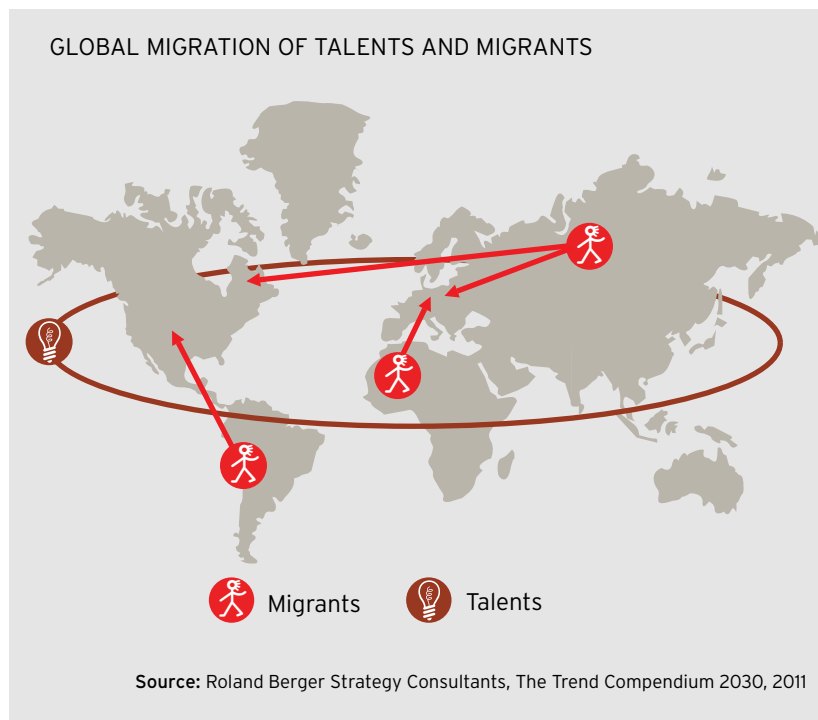 GLOBAL MIGRATION OF TALENTS AND MIGRANTS
Migrants
Talents
Source: Roland Berger Strategy Consultants, The Trend Compendium 2030, 2011